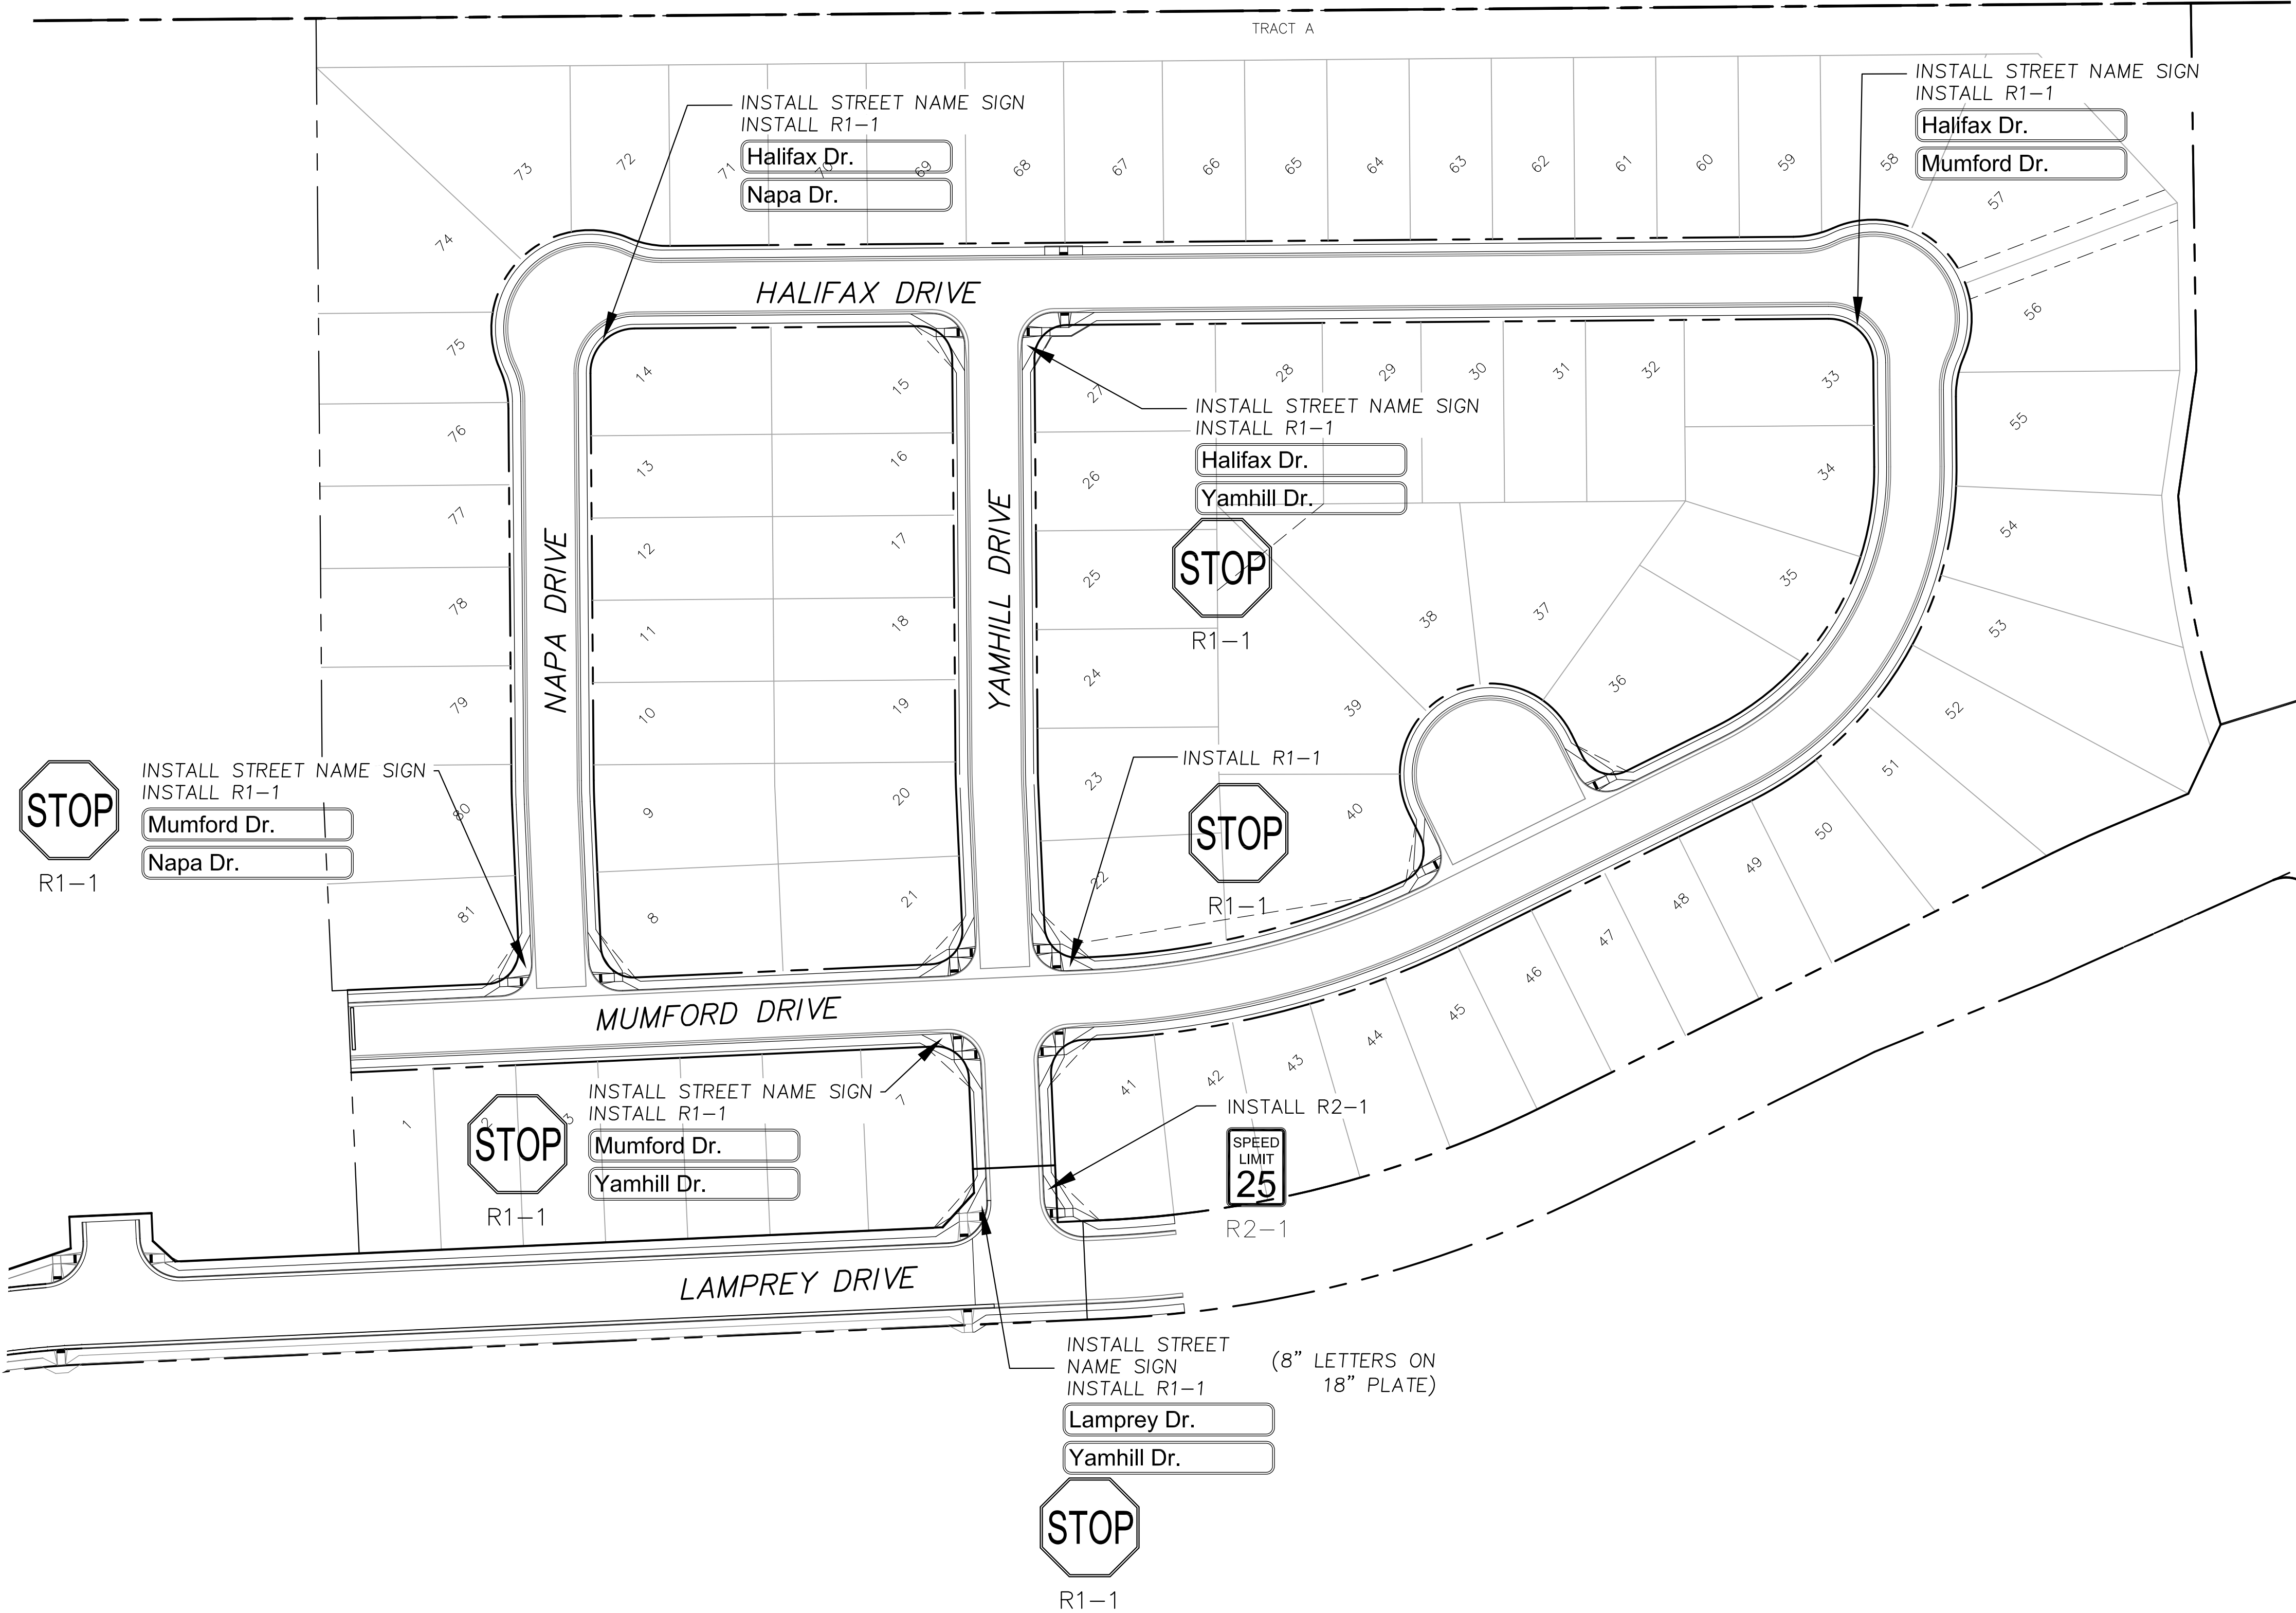 TRACT A
INSTALL STREET NAME SIGN
INSTALL R1-1
Halifax Dr.
Mumford Dr.
INSTALL STREET NAME SIGN
INSTALL R1-1
Halifax Dr.
Napa Dr.
74
73
72
71
70
69
68
67
66
65
64
63
62
61
60
59
58
57
56
HALIFAX DRIVE
75
76
77
78
79
80
81
NAPA DRIVE
14
13
12
11
10
9
8
15
16
17
18
19
20
21
YAMHILL DRIVE
27
26
25
24
23
22
28
29
30
31
32
33
34
35
36
37
38
39
40
55
54
53
52
51
50
49
48
47
46
45
44
43
42
41
INSTALL STREET NAME SIGN
INSTALL R1-1
Halifax Dr.
Yamhill Dr.
STOP
R1-1
INSTALL R1-1
STOP
R1-1
STOP
R1-1
INSTALL STREET NAME SIGN
INSTALL R1-1
Mumford Dr.
Napa Dr.
MUMFORD DRIVE
1
2
3
7
STOP
R1-1
INSTALL STREET NAME SIGN
INSTALL R1-1
Mumford Dr.
Yamhill Dr.
INSTALL R2-1
SPEED
LIMIT
25
R2-1
LAMPREY DRIVE
INSTALL STREET
NAME SIGN
INSTALL R1-1
(8" LETTERS ON
18" PLATE)
Lamprey Dr.
Yamhill Dr.
STOP
R1-1